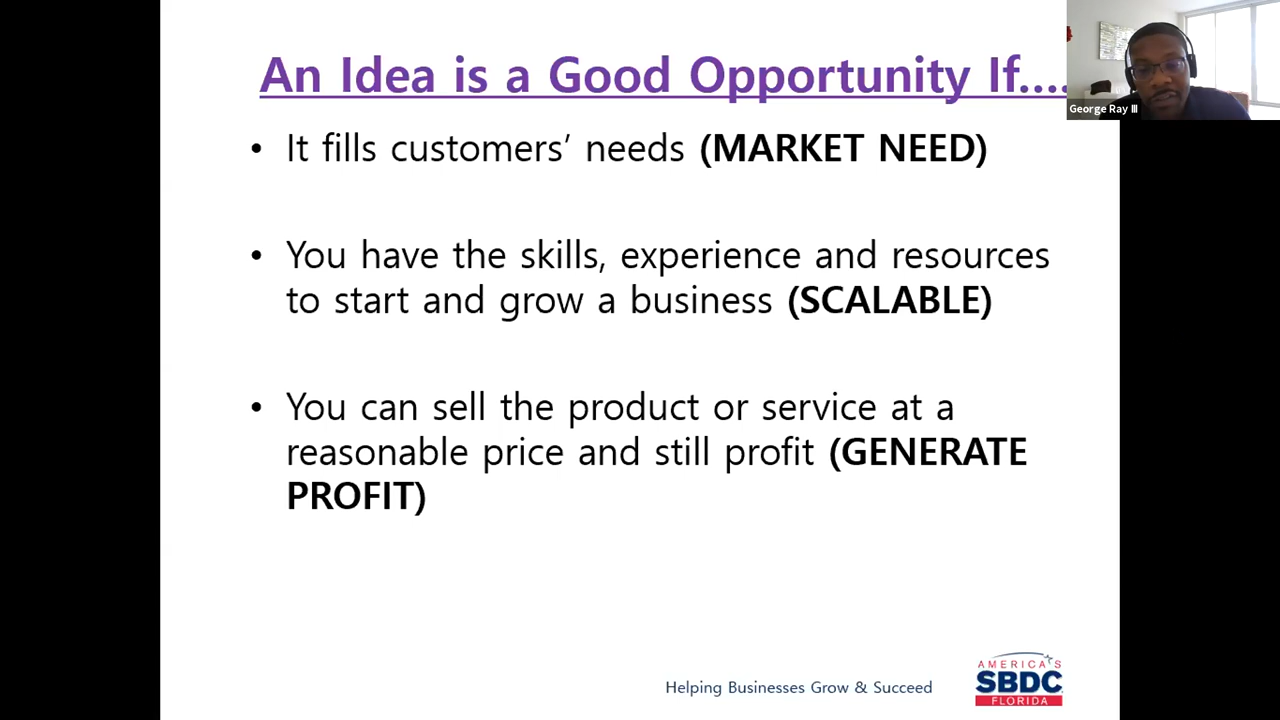 An Idea is a Good Opportunity If....
George Ray III
• It fills customers’ needs (MARKET NEED)
• You have the skills, experience and resources
to start and grow a business (SCALABLE)
• You can sell the product or service at a
reasonable price and still profit (GENERATE
PROFIT)
Helping Businesses Grow & Succeed
AMERICA'S
SBDC
FLORIDA